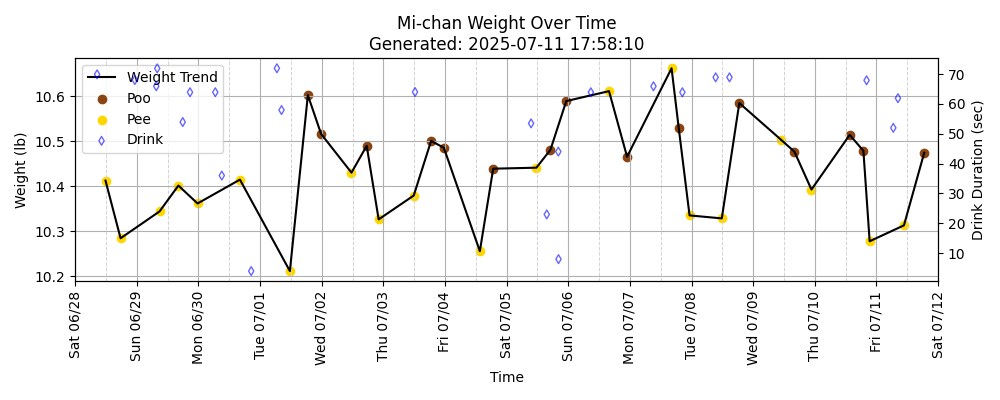 Mi-chan Weight Over Time
Generated: 2025-07-11 17:58:10
Weight Trend
Poo
Pee
Drink
Weight (lb)
10.6
10.5
10.4
10.3
10.2
Drink Duration (sec)
70
60
50
40
30
20
10
Sat 06/28
Sun 06/29
Mon 06/30
Tue 07/01
Wed 07/02
Thu 07/03
Fri 07/04
Sat 07/05
Sun 07/06
Mon 07/07
Tue 07/08
Wed 07/09
Thu 07/10
Fri 07/11
Sat 07/12
Time